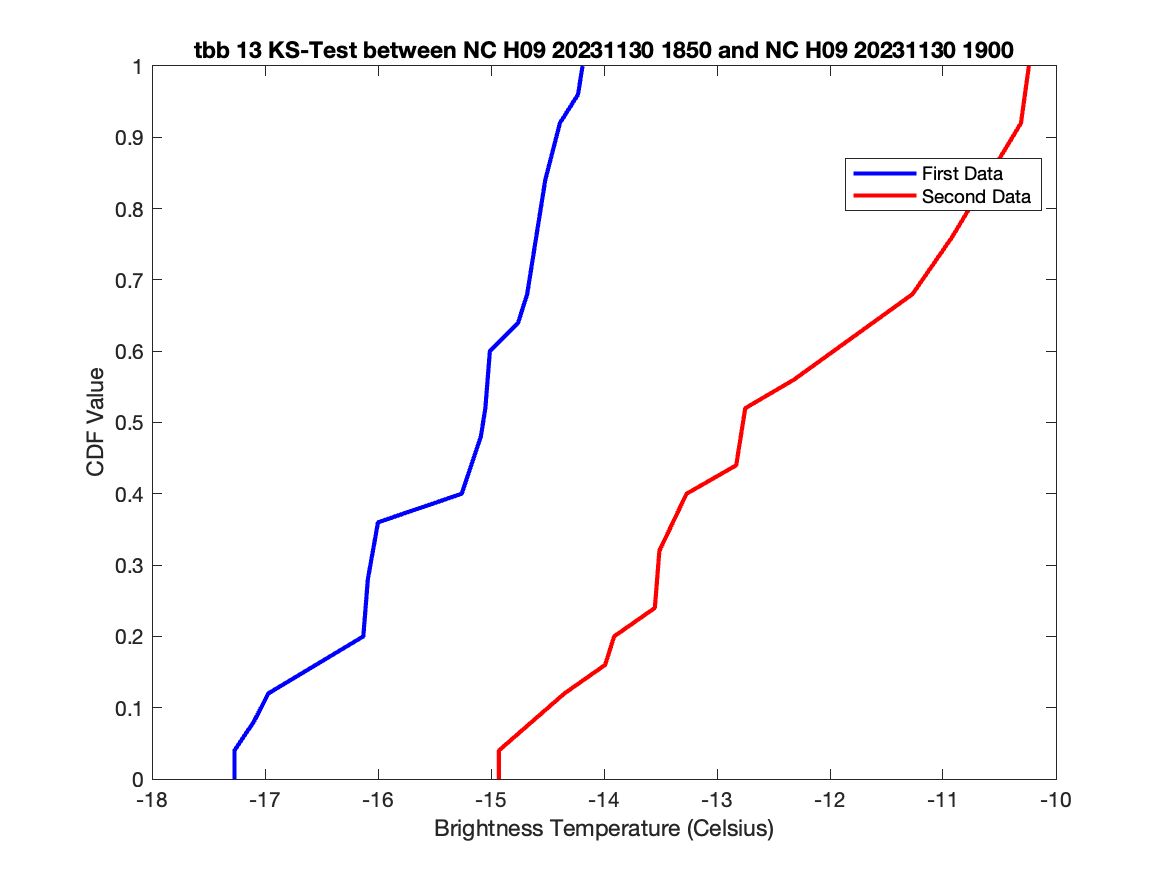 tbb 13 KS-Test between NC H09 20231130 1850 and NC H09 20231130 1900
1
0.9
0.8
0.7
0.6
0.5
0.4
0.3
0.2
0.1
0
CDF Value
First Data
Second Data
-18 -17 -16 -15 -14 -13 -12 -11 -10
Brightness Temperature (Celsius)